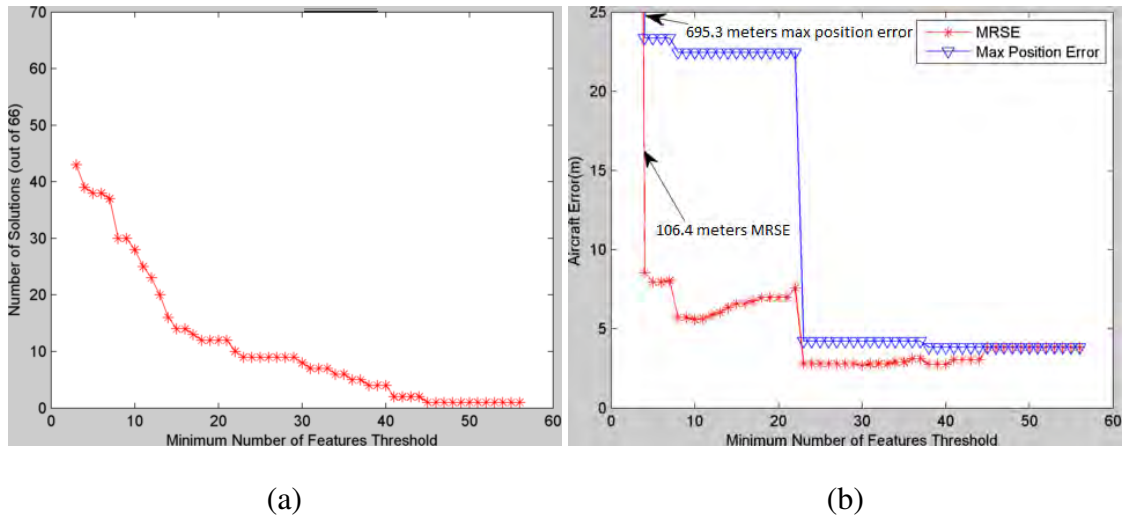 70
60
50
40
30
20
10
0
Number of Solutions (out of 66)
0 10 20 30 40 50 60
Minimum Number of Features Threshold
(a)
25
20
15
10
5
0
Aircraft Error(m)
695.3 meters max position error
106.4 meters MRSE
MRSE
Max Position Error
0 10 20 30 40 50 60
Minimum Number of Features Threshold
(b)